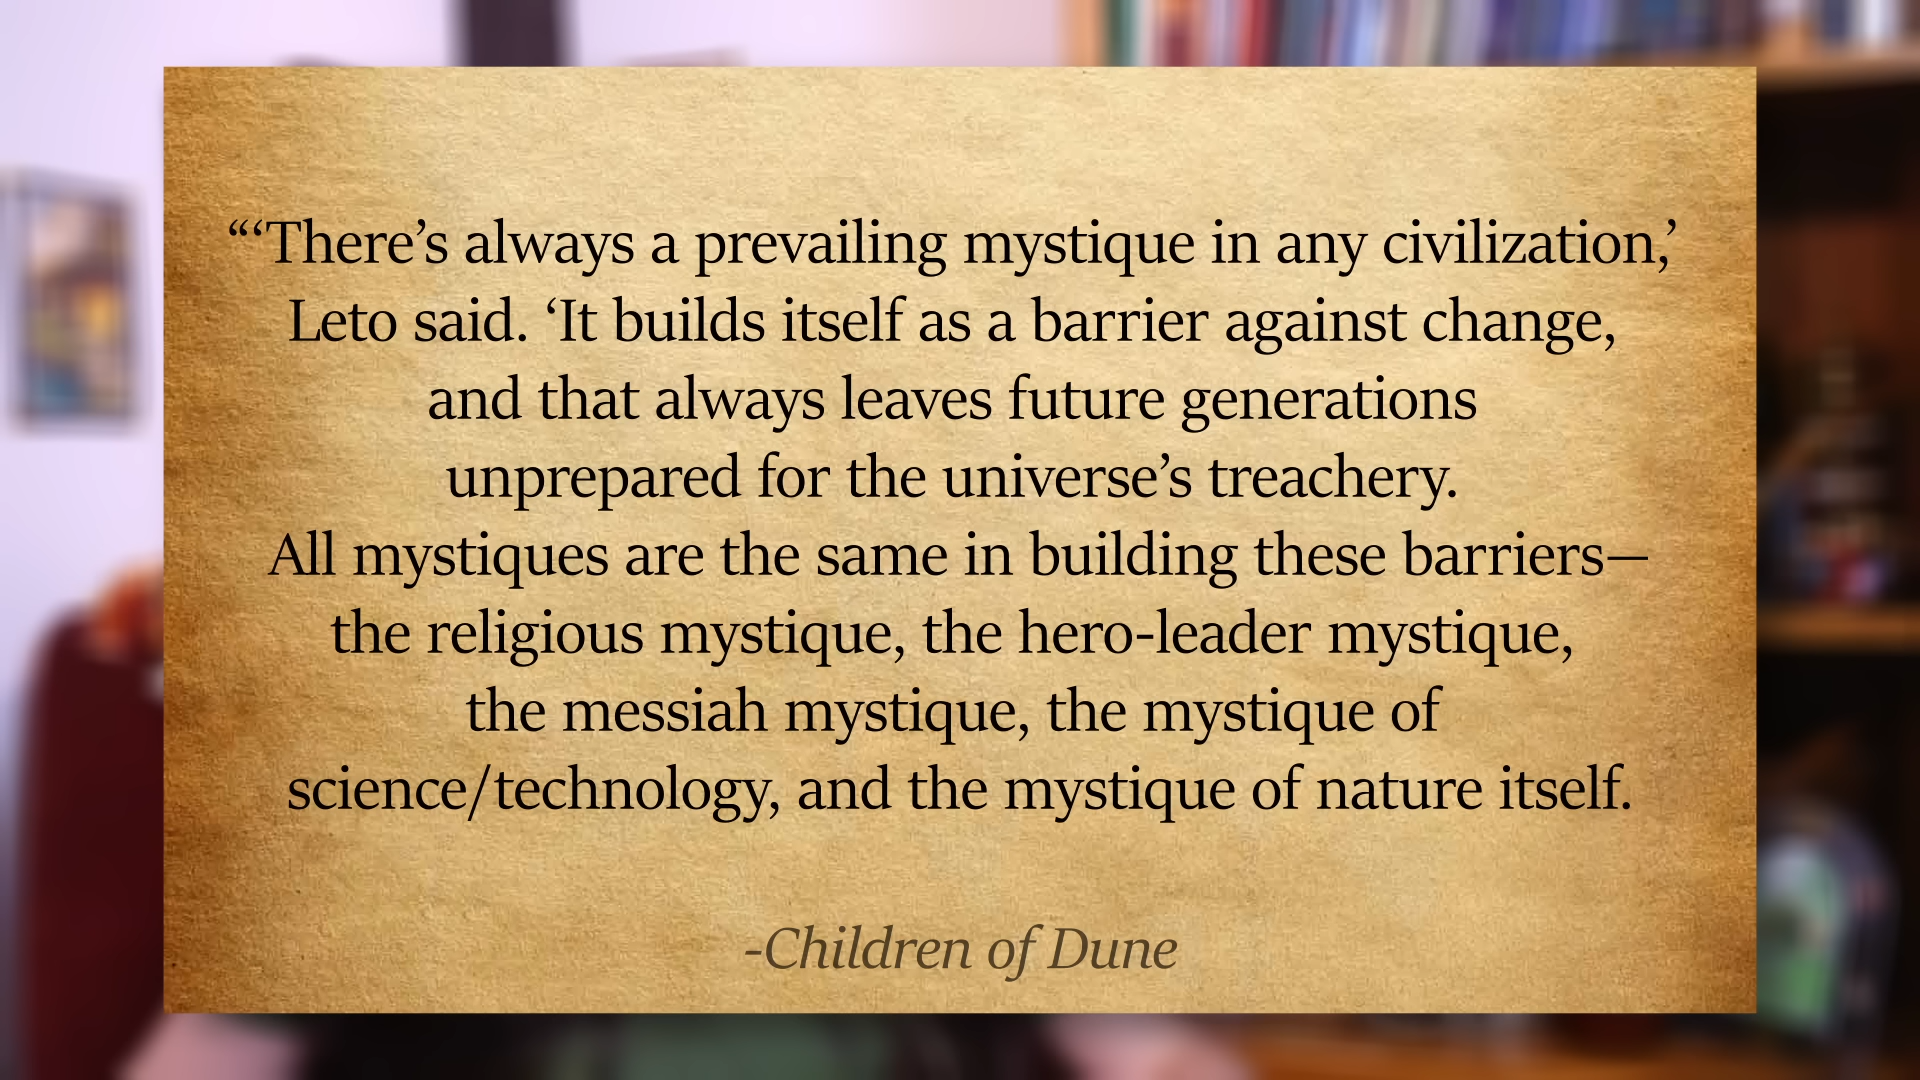 “‘There’s always a prevailing mystique in any civilization,’
Leto said. ‘It builds itself as a barrier against change,
and that always leaves future generations
unprepared for the universe’s treachery.
All mystiques are the same in building these barriers—
the religious mystique, the hero-leader mystique,
the messiah mystique, the mystique of
science/technology, and the mystique of nature itself.
-Children of Dune